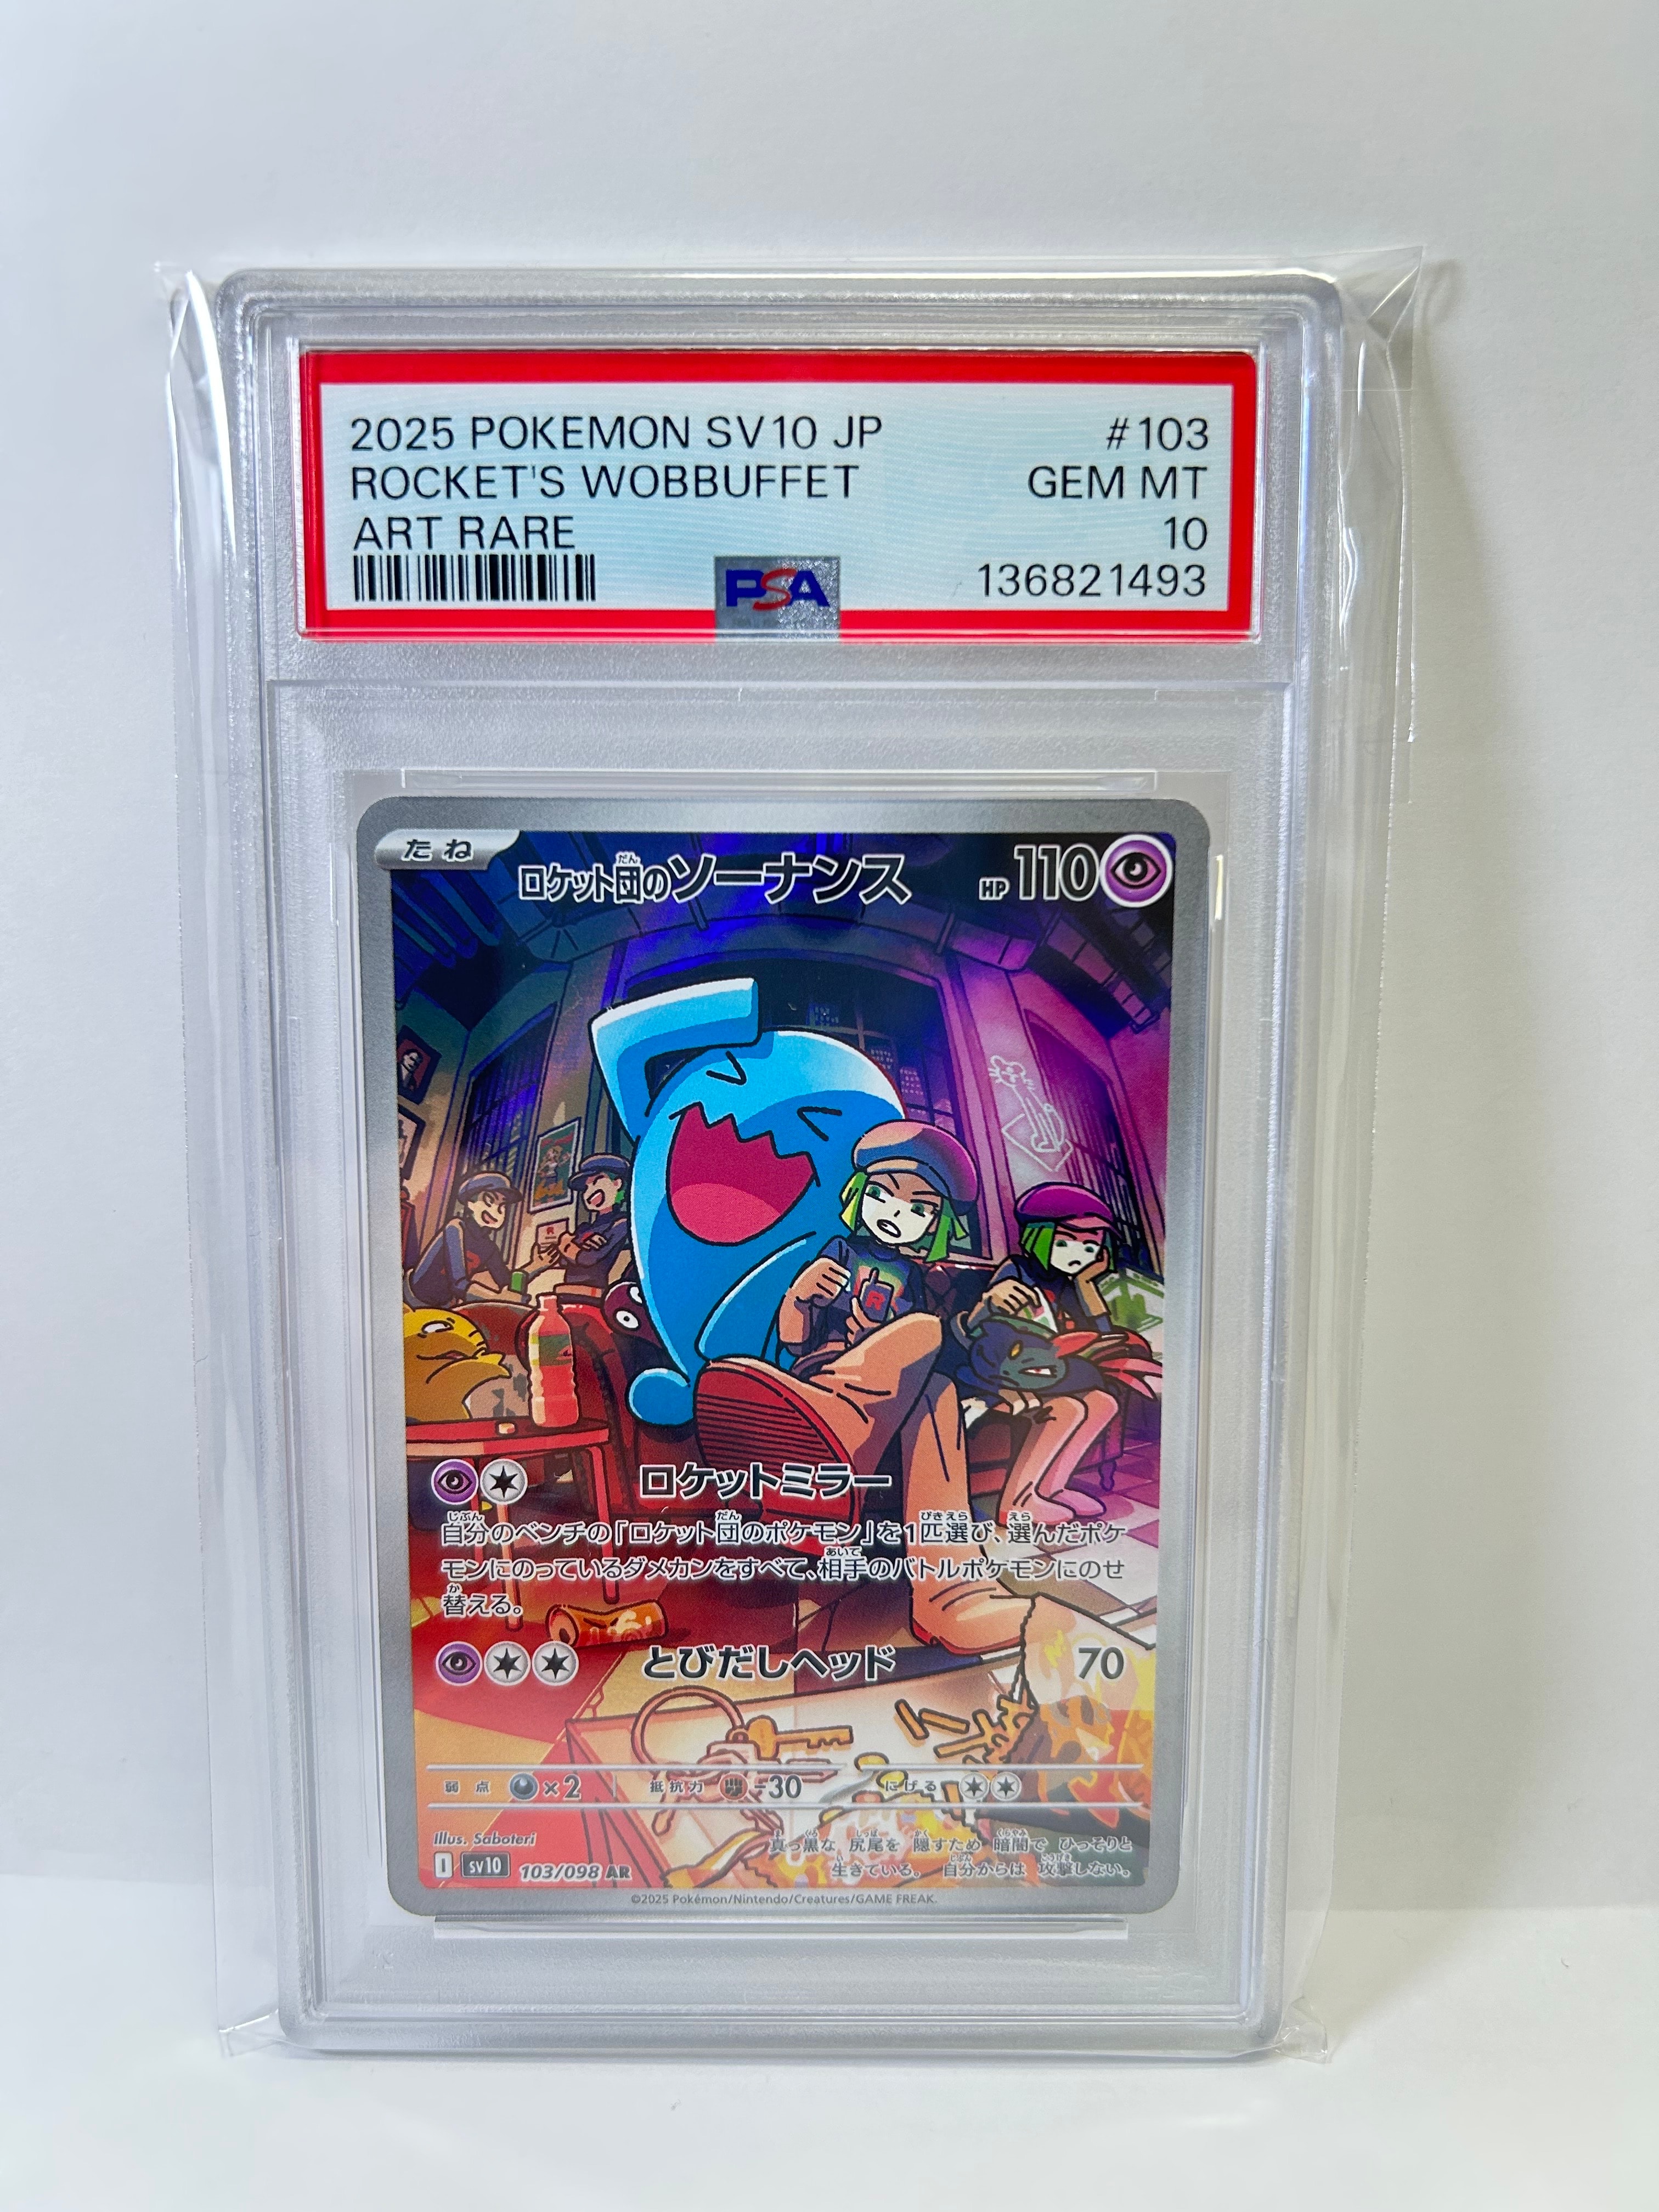 2025 POKEMON SV10 JP #103
ROCKET'S WOBBUFFET GEM MT
ART RARE 10
PSA 136821493
たね ロケット団のソーナンス HP 110
R
ロケットミラー
自分のベンチの「ロケット団のポケモン」を1匹選び、選んだポケ
モンにのっているダメカンをすべて、相手のバトルポケモンにのせ
替える。
とびだしヘッド 70
弱点 ×2 抵抗力 -30 にげる
Illus. Saboteri
真っ黒な 尻尾を 隠すため 暗闇で ひっそりと
生きている。 自分からは 攻撃しない。
I SV10 103/098 AR
©2025 Pokémon/Nintendo/Creatures/GAME FREAK.